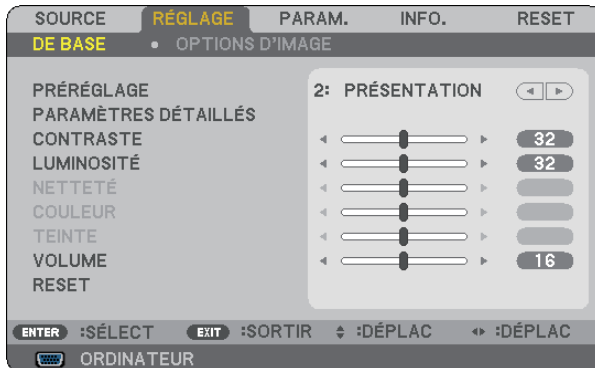 SOURCE RÉGLAGE PARAM. INFO. RESET
DE BASE • OPTIONS D'IMAGE
PRÉRÉGLAGE 2: PRÉSENTATION
PARAMÈTRES DÉTAILLÉS
CONTRASTE 32
LUMINOSITÉ 32
NETTETÉ
COULEUR
TEINTE
VOLUME 16
RESET
ENTER :SÉLECT EXIT :SORTIR :DÉPLAC :DÉPLAC
ORDINATEUR